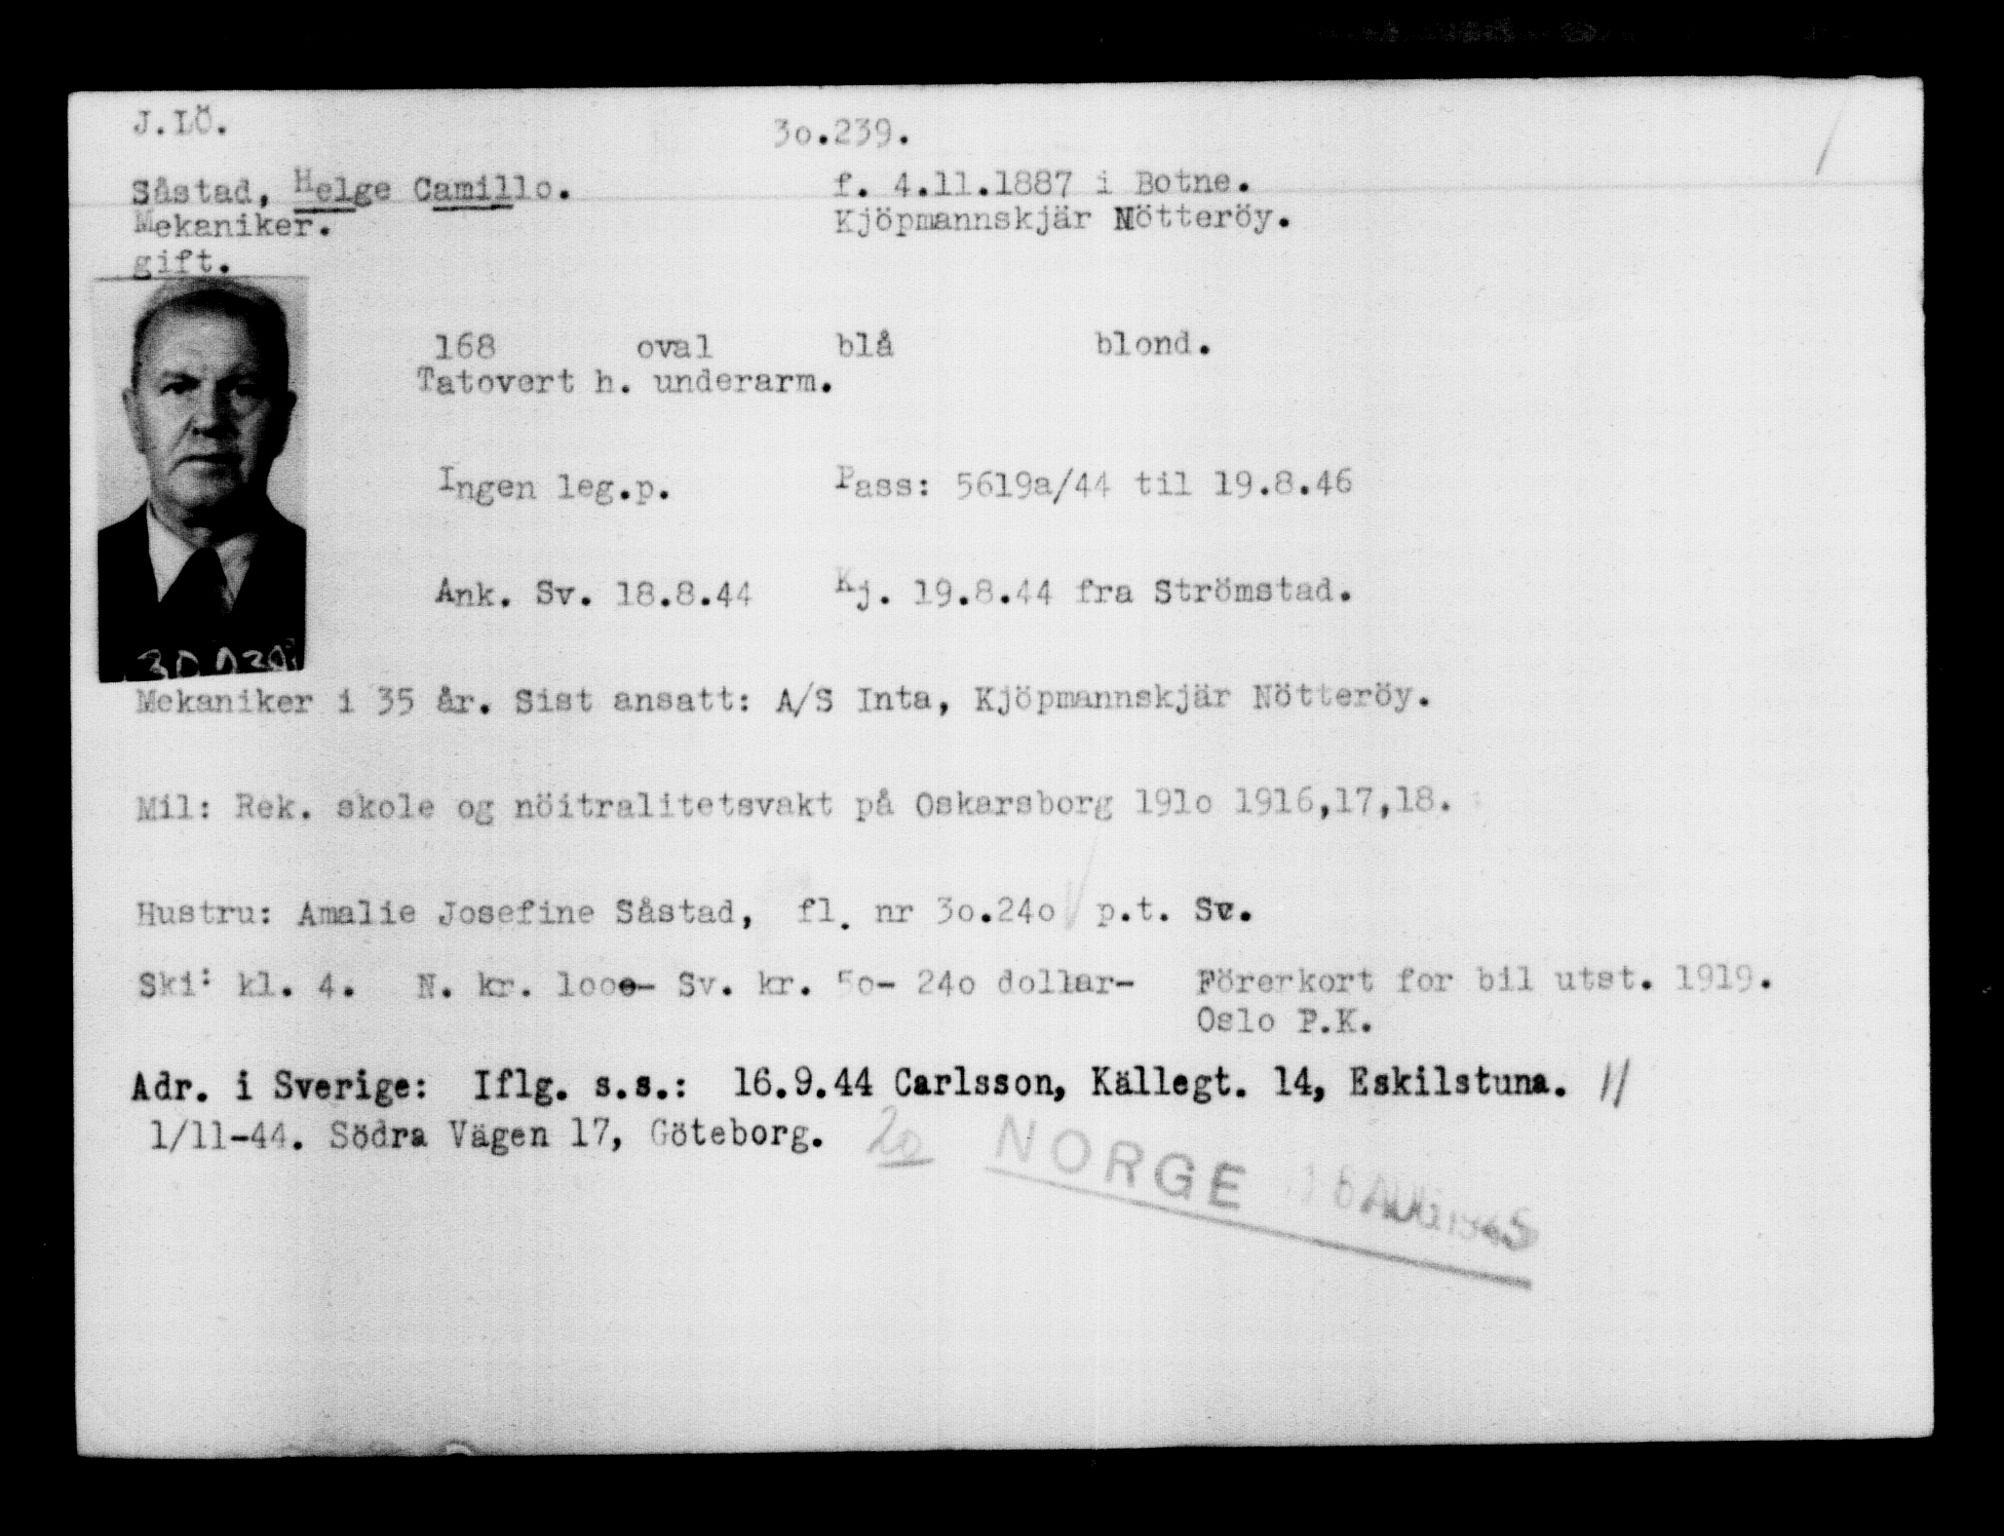 J.LÖ.
3o.239.
Såstad, Helge Camillo.
f. 4.11.1887 i Botne.
Mekaniker.
Kjöpmannskjär Nötteröy.
gift.
168 oval blå blond.
Tatovert h. underarm.
Ingen leg.p. Pass: 5619a/44 til 19.8.46
Ank. Sv. 18.8.44 Kj. 19.8.44 fra Strömstad.
Mekaniker i 35 år. Sist ansatt: A/S Inta, Kjöpmannskjär Nötteröy.
Mil: Rek. skole og nöitralitetsvakt på Oskarsborg 191o 1916,17,18.
Hustru: Amalie Josefine Såstad, fl. nr 3o.24o p.t. Sv.
Ski: kl. 4. N. kr. 1ooo- Sv. kr. 5o- 24o dollar- Förerkort for bil utst. 1919.
Oslo P.K.
Adr. i Sverige: Iflg. s.s.: 16.9.44 Carlsson, Källegt. 14, Eskilstuna. //
1/11-44. Södra Vägen 17, Göteborg.
20 NORGE 16 AUG 1945